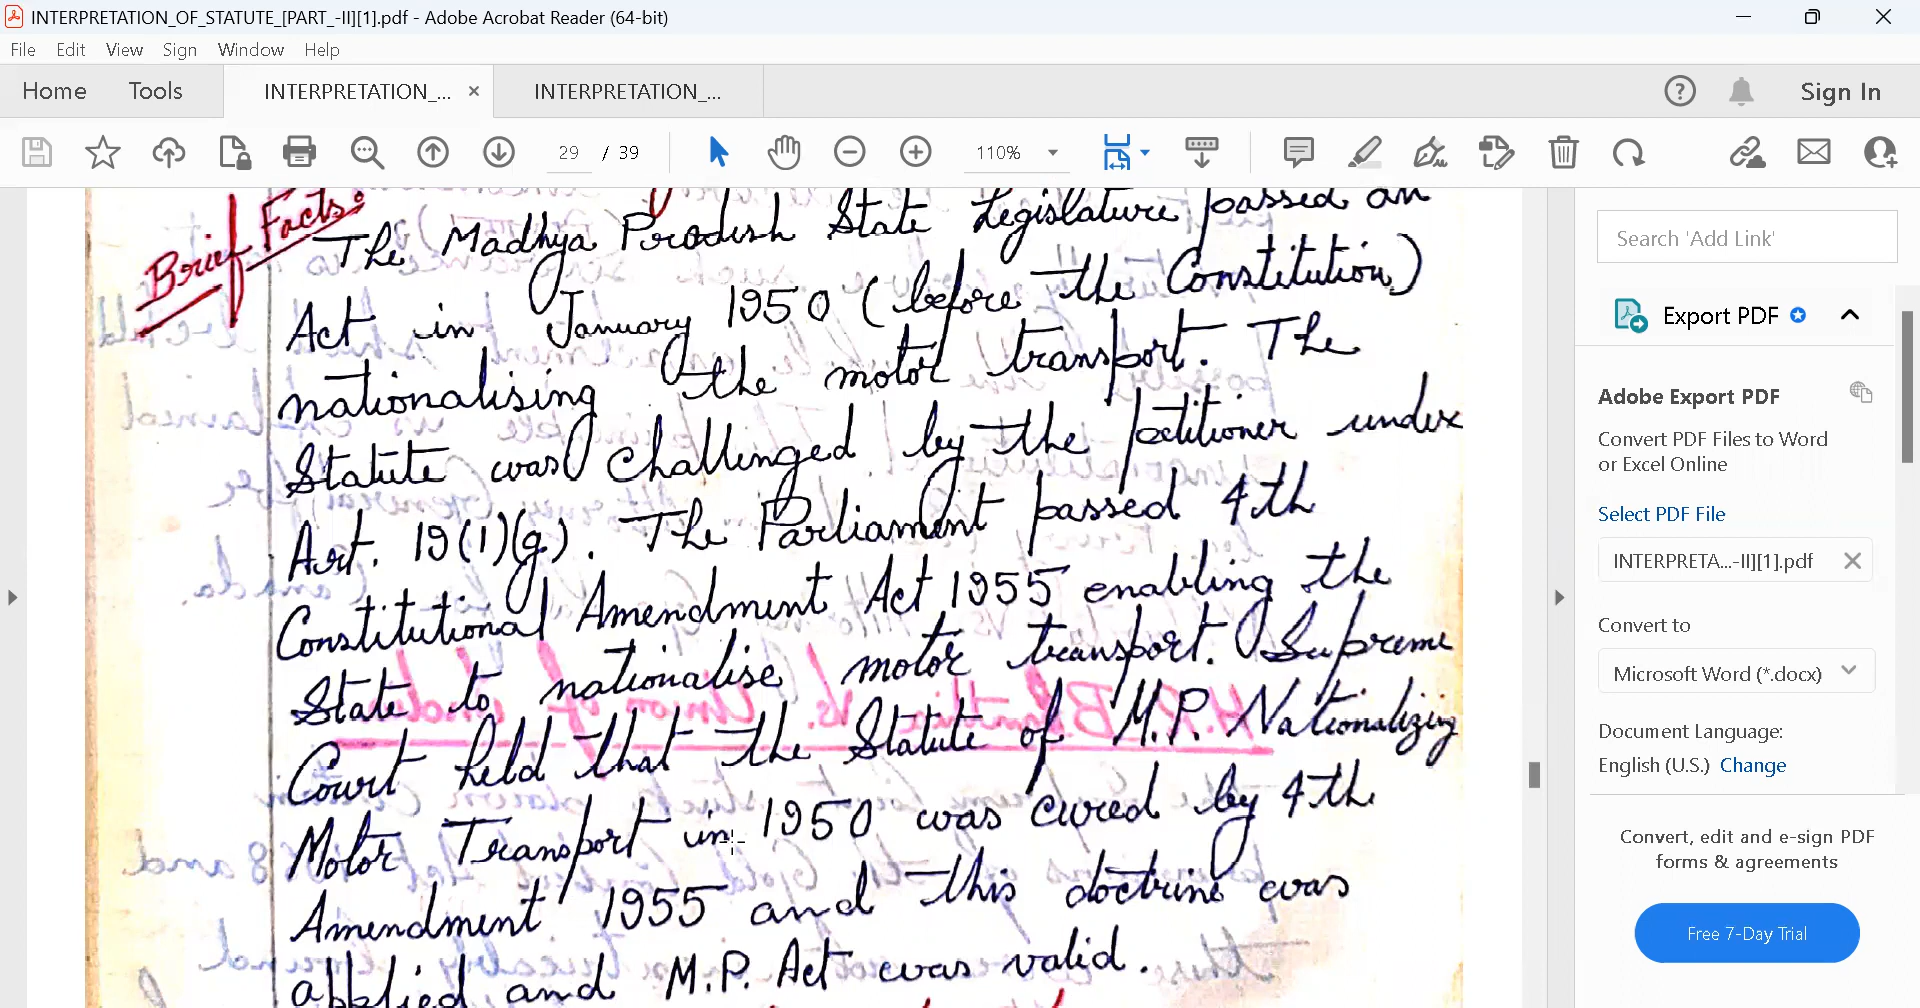 INTERPRETATION_OF_STATUTE_[PART_-II][1].pdf - Adobe Acrobat Reader (64-bit)
File Edit View Sign Window Help
Home Tools INTERPRETATION_... × INTERPRETATION_... Sign In
29 / 39 110%
Brief Facts:
The Madhya Pradesh State Legislature passed an
Act in January 1950 (before the Constitution)
nationalising the motor transport. The
Statute was challenged by the petitioner under
Art. 19(1)(g). The Parliament passed 4th
Constitutional Amendment Act 1955 enabling the
State to nationalise motor transport. Supreme
Court held that the Statute of M.P. Nationalizing
Motor Transport in 1950 was cured by 4th
Amendment 1955 and this doctrine was
applied and M.P. Act was valid.
Search 'Add Link'
Export PDF
Adobe Export PDF
Convert PDF Files to Word
or Excel Online
Select PDF File
INTERPRETA...-II][1].pdf
Convert to
Microsoft Word (*.docx)
Document Language:
English (U.S.) Change
Convert, edit and e-sign PDF
forms & agreements
Free 7-Day Trial